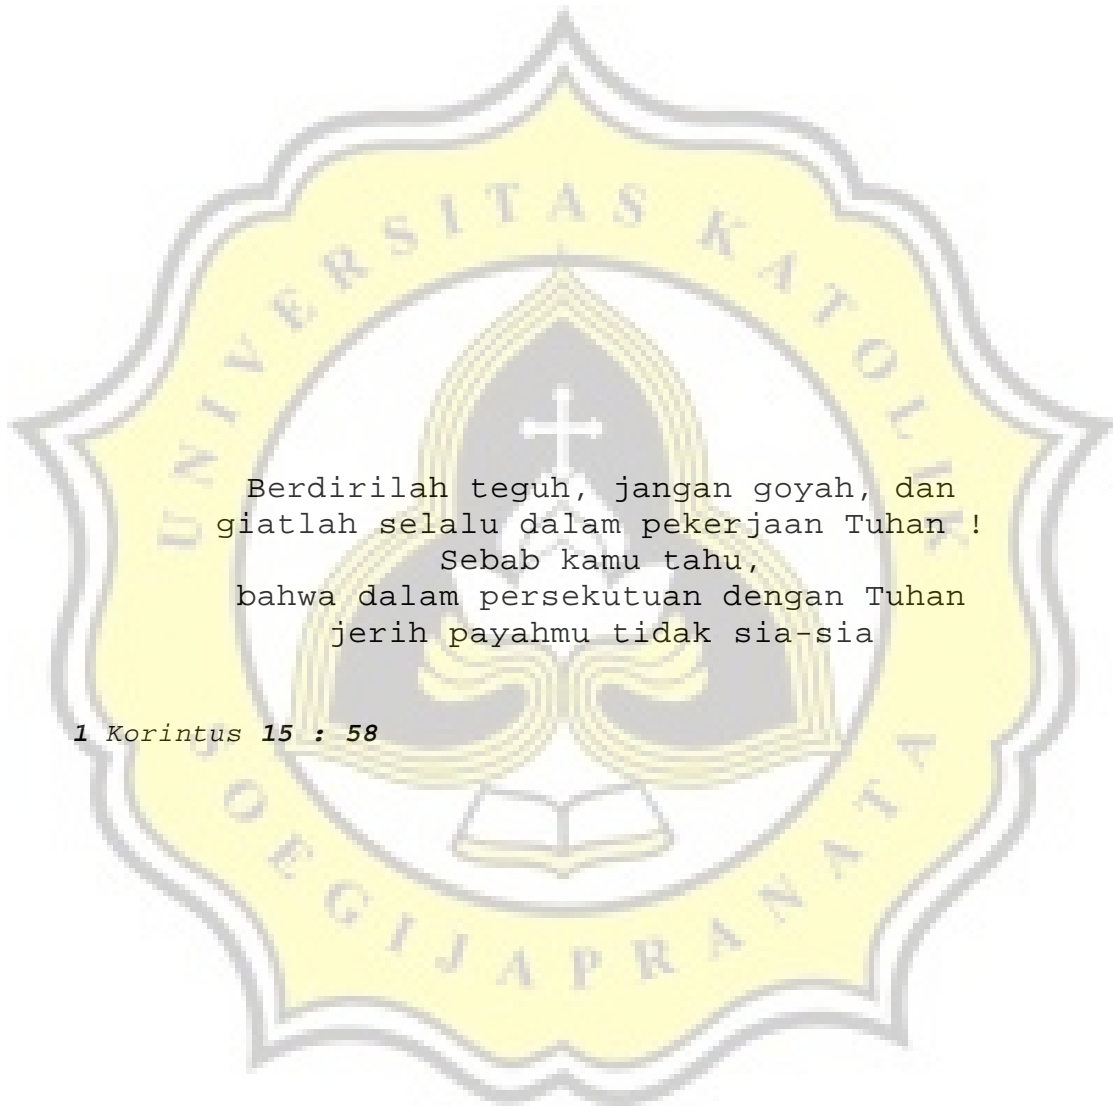 UNIVERSITAS KATOLIK
Berdirilah teguh, jangan goyah, dan
giatlah selalu dalam pekerjaan Tuhan !
Sebab kamu tahu,
bahwa dalam persekutuan dengan Tuhan
jerih payahmu tidak sia-sia
1 Korintus 15 : 58
SOEGIJAPRANATA